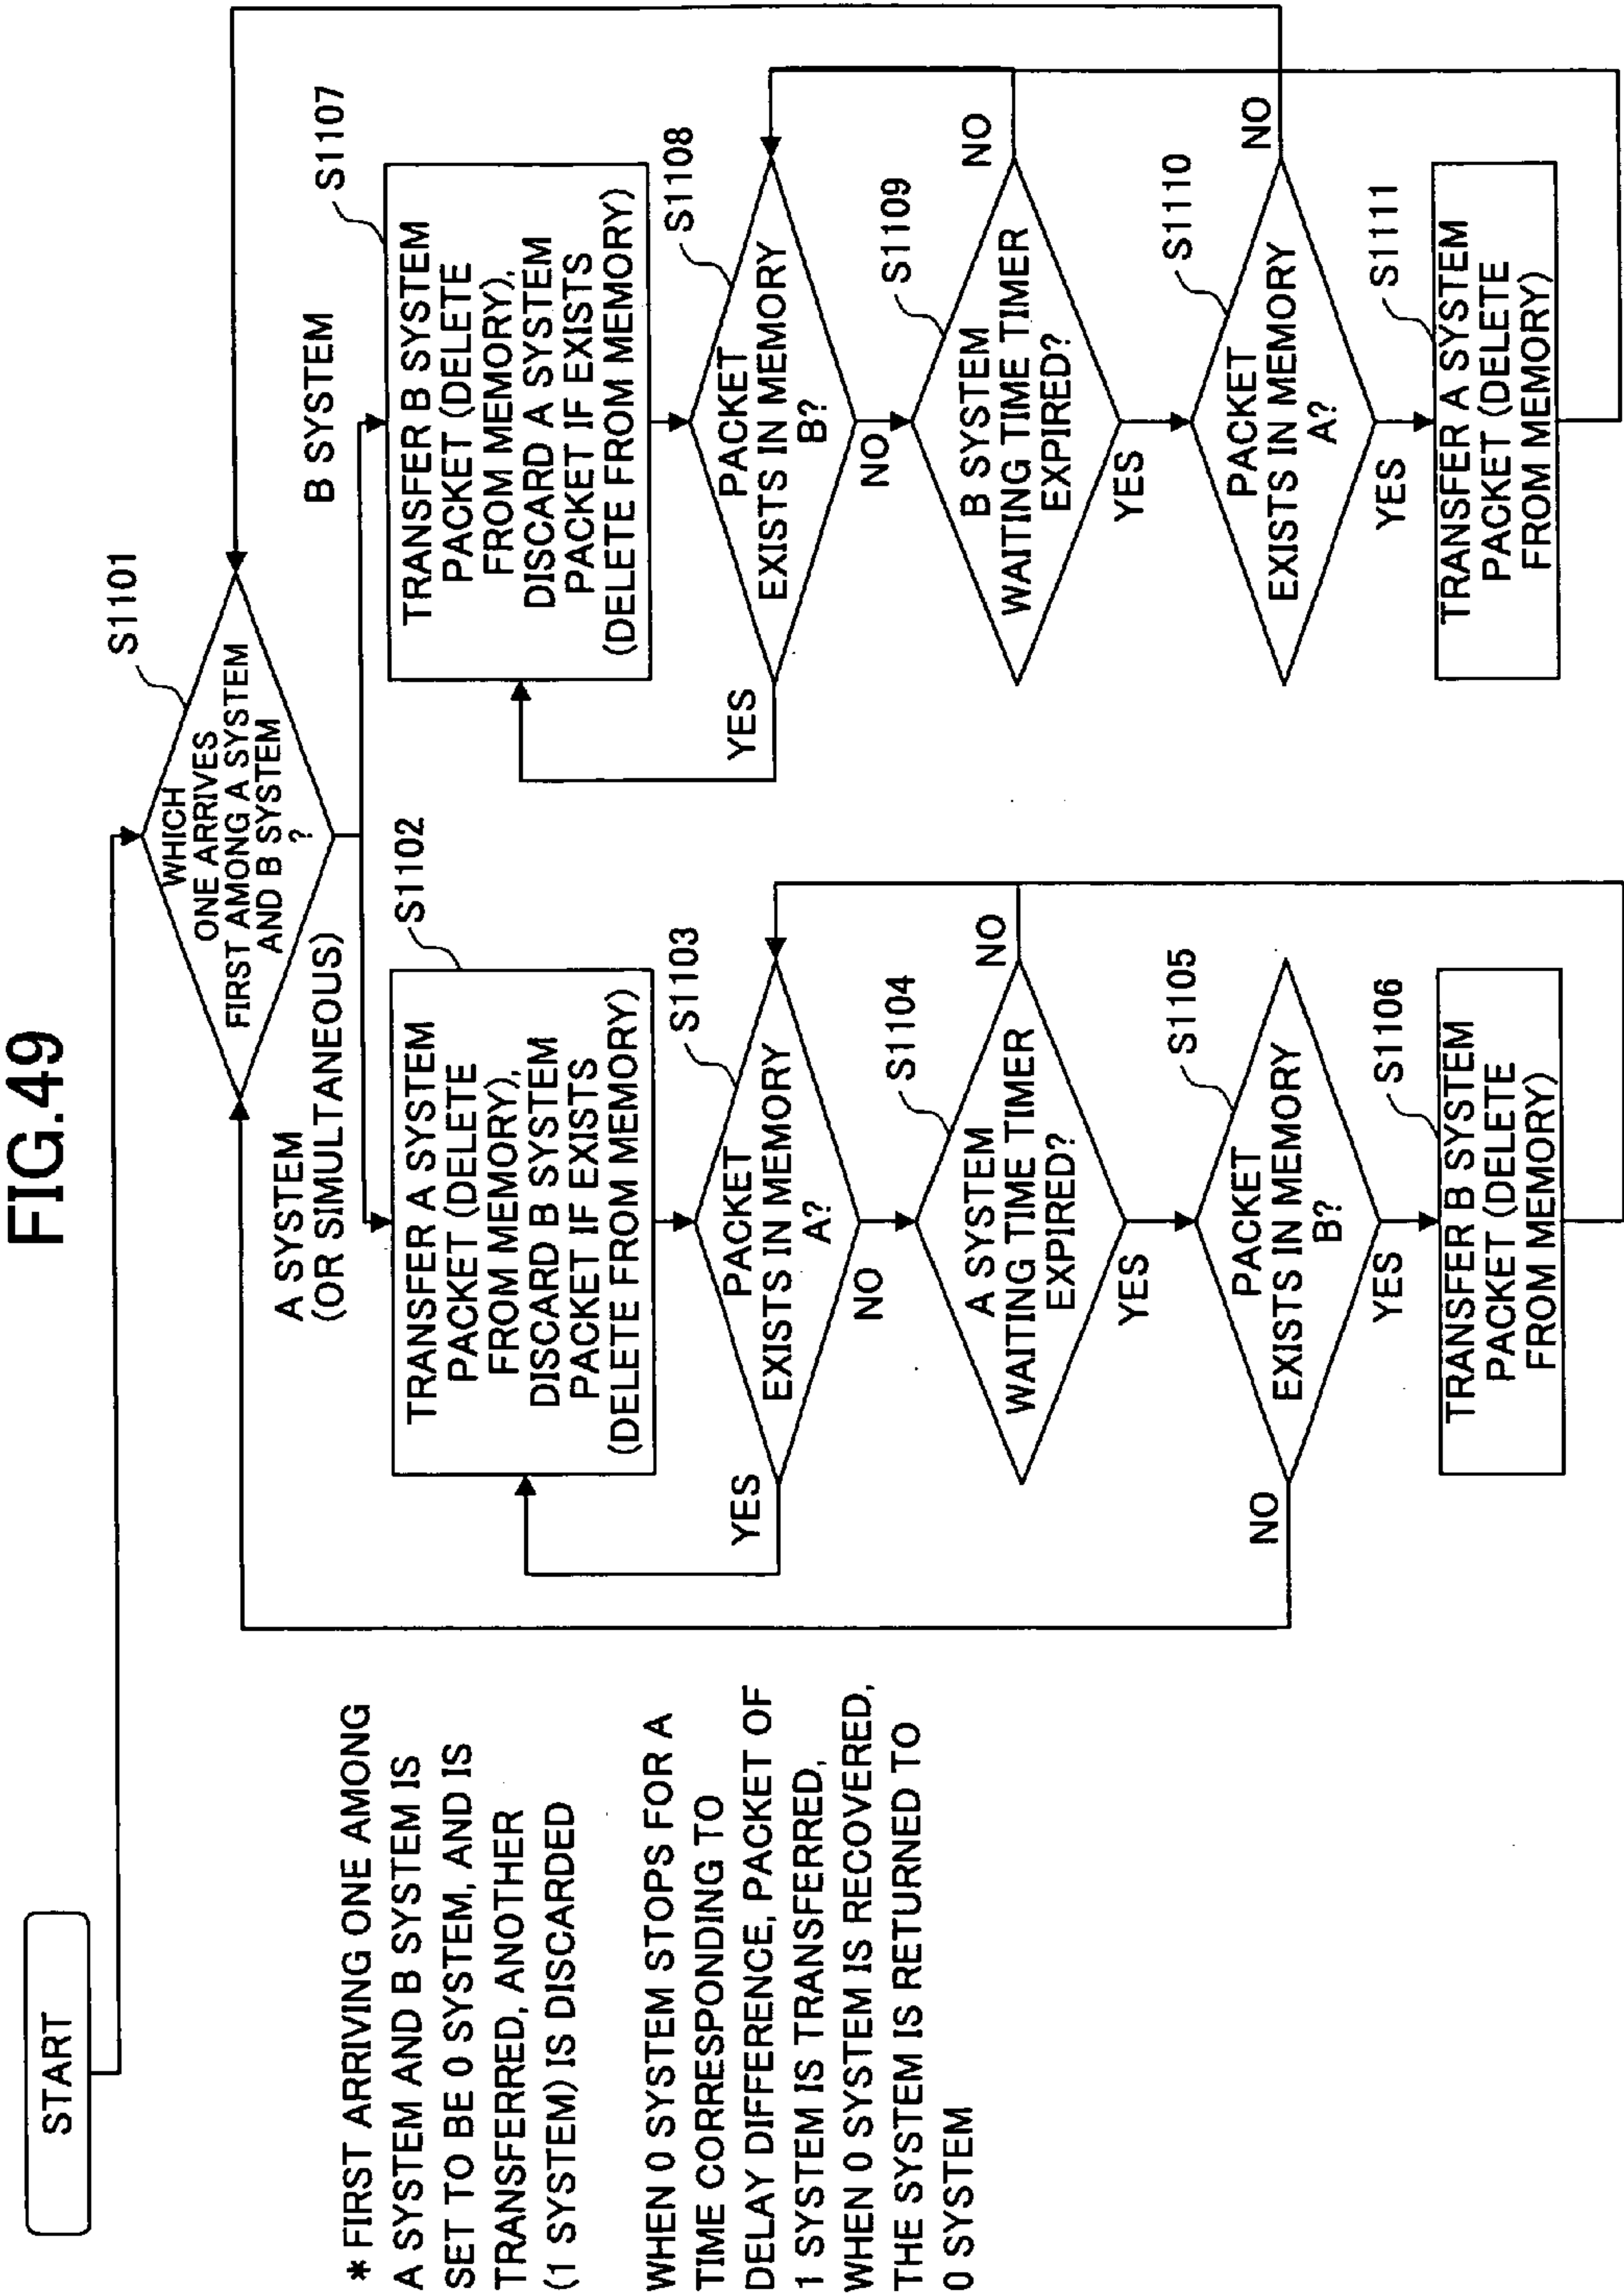 FIG.49
START
S1101
WHICH
ONE ARRIVES
FIRST AMONG A SYSTEM
AND B SYSTEM
?
A SYSTEM
(OR SIMULTANEOUS)
B SYSTEM
S1102
TRANSFER A SYSTEM
PACKET (DELETE
FROM MEMORY),
DISCARD B SYSTEM
PACKET IF EXISTS
(DELETE FROM MEMORY)
S1103
PACKET
EXISTS IN MEMORY
A?
YES
NO
S1104
A SYSTEM
WAITING TIME TIMER
EXPIRED?
NO
YES
S1105
PACKET
EXISTS IN MEMORY
B?
NO
YES
S1106
TRANSFER B SYSTEM
PACKET (DELETE
FROM MEMORY)
S1107
TRANSFER B SYSTEM
PACKET (DELETE
FROM MEMORY),
DISCARD A SYSTEM
PACKET IF EXISTS
(DELETE FROM MEMORY)
S1108
PACKET
EXISTS IN MEMORY
B?
YES
NO
S1109
B SYSTEM
WAITING TIME TIMER
EXPIRED?
NO
YES
S1110
PACKET
EXISTS IN MEMORY
A?
NO
YES
S1111
TRANSFER A SYSTEM
PACKET (DELETE
FROM MEMORY)
* FIRST ARRIVING ONE AMONG
A SYSTEM AND B SYSTEM IS
SET TO BE 0 SYSTEM, AND IS
TRANSFERRED, ANOTHER
(1 SYSTEM) IS DISCARDED
WHEN 0 SYSTEM STOPS FOR A
TIME CORRESPONDING TO
DELAY DIFFERENCE, PACKET OF
1 SYSTEM IS TRANSFERRED,
WHEN 0 SYSTEM IS RECOVERED,
THE SYSTEM IS RETURNED TO
0 SYSTEM